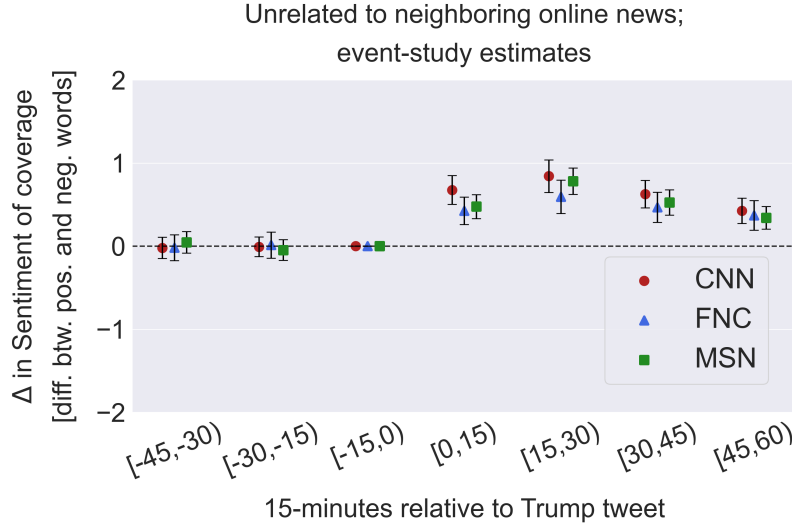 Unrelated to neighboring online news;
event-study estimates
Δ in Sentiment of coverage
[diff. btw. pos. and neg. words]
2
1
0
−1
−2
CNN
FNC
MSN
[-45,-30)
[-30,-15)
[-15,0)
[0,15)
[15,30)
[30,45)
[45,60)
15-minutes relative to Trump tweet